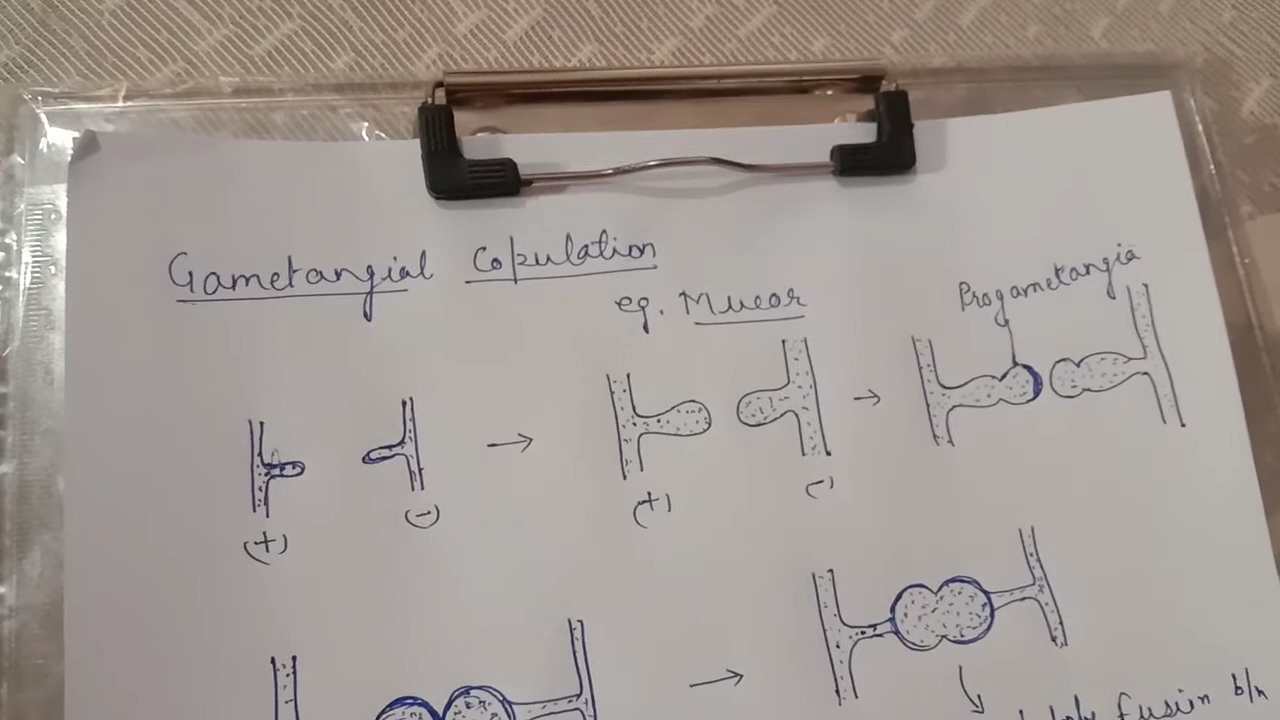 Gametangial Copulation
eg. Mucor
Progametangia
(+) (-)
(+) (-)
fusion b/n